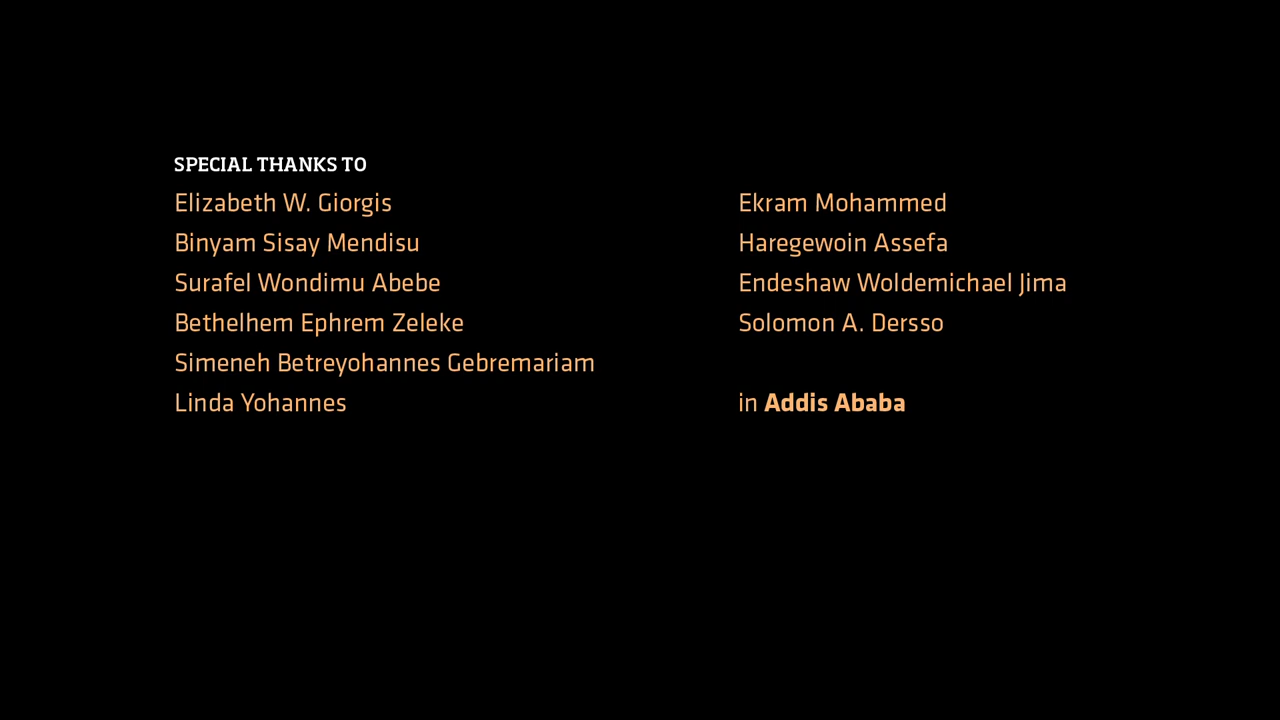 SPECIAL THANKS TO
Elizabeth W. Giorgis
Binyam Sisay Mendisu
Surafel Wondimu Abebe
Bethelhem Ephrem Zeleke
Simeneh Betreyohannes Gebremariam
Linda Yohannes
Ekram Mohammed
Haregewoin Assefa
Endeshaw Woldemichael Jima
Solomon A. Dersso
in Addis Ababa